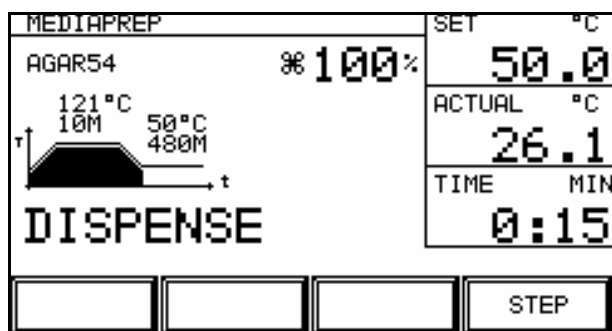 MEDIAPREP
AGAR54
⌘ 100%
121°C
10M
50°C
480M
T
t
DISPENSE
SET °C
50.0
ACTUAL °C
26.1
TIME MIN
0:15
STEP